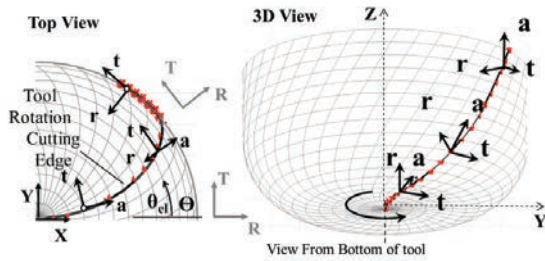 Top View
t
T
R
r
Tool
Rotation
Cutting
Edge
t
r
a
t
a
Y
X
θel
Θ
T
R
3D View
Z
a
r
t
r
a
t
r
a
t
Y
View From Bottom of tool